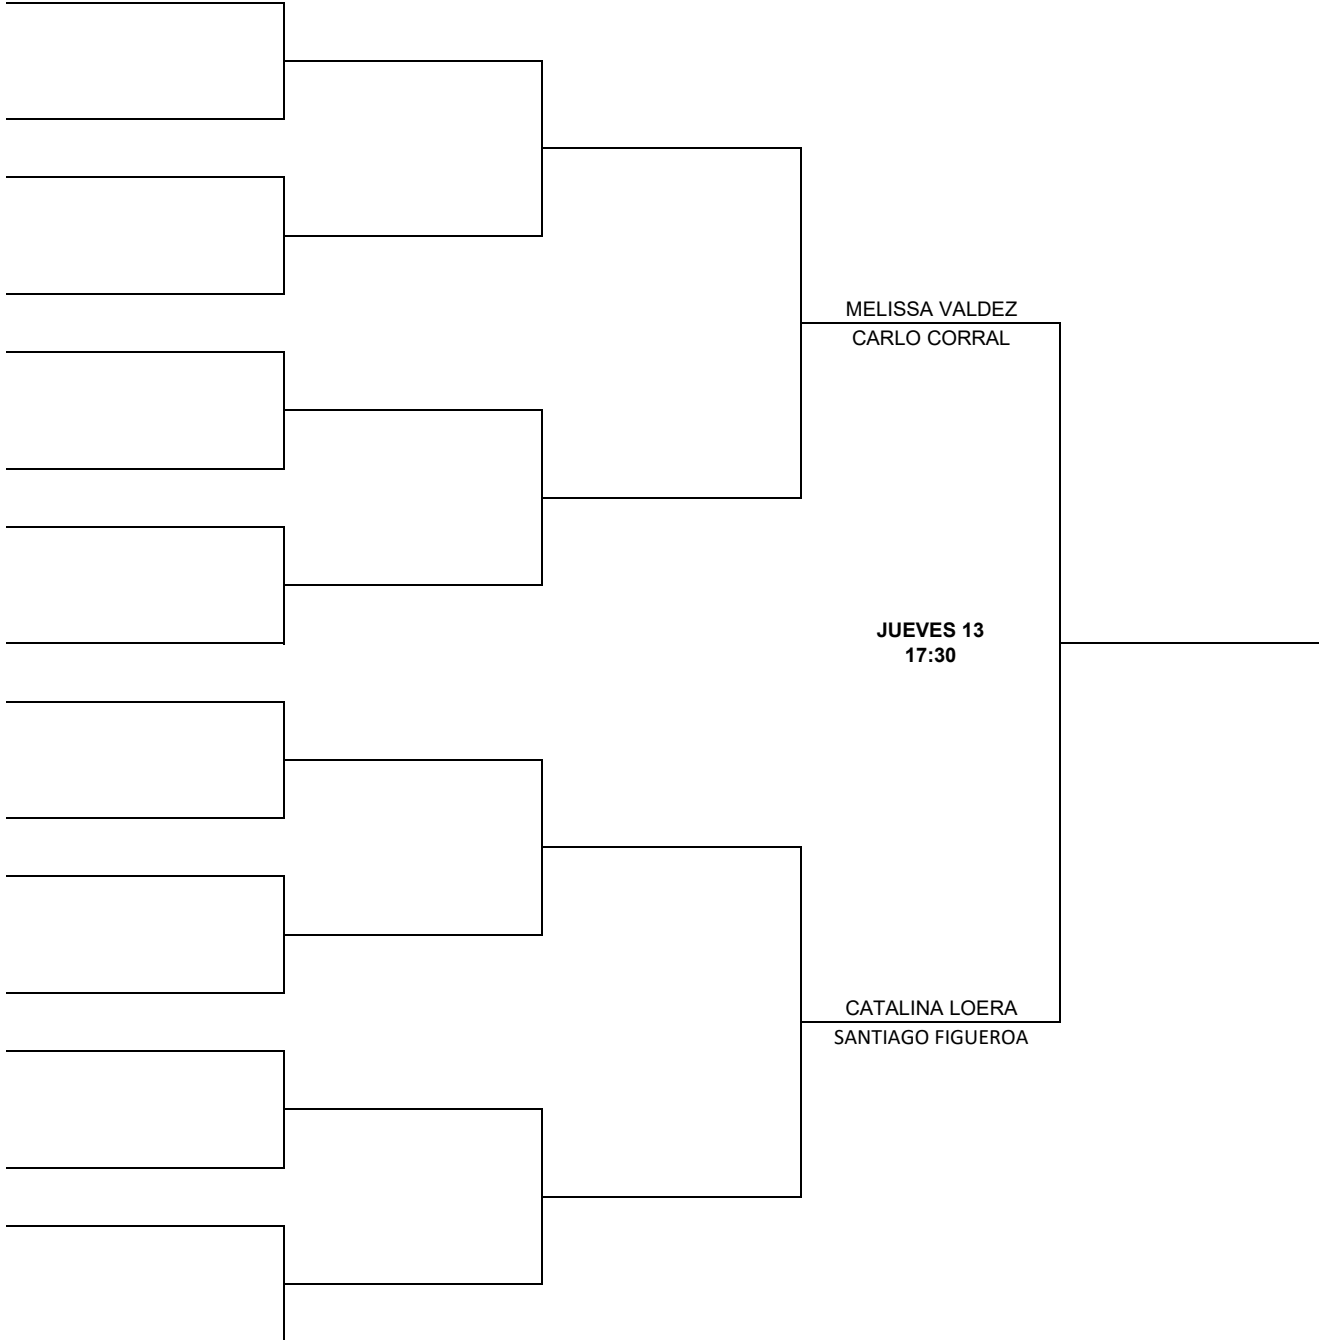 MELISSA VALDEZ
CARLO CORRAL
JUEVES 13
17:30
CATALINA LOERA
SANTIAGO FIGUEROA